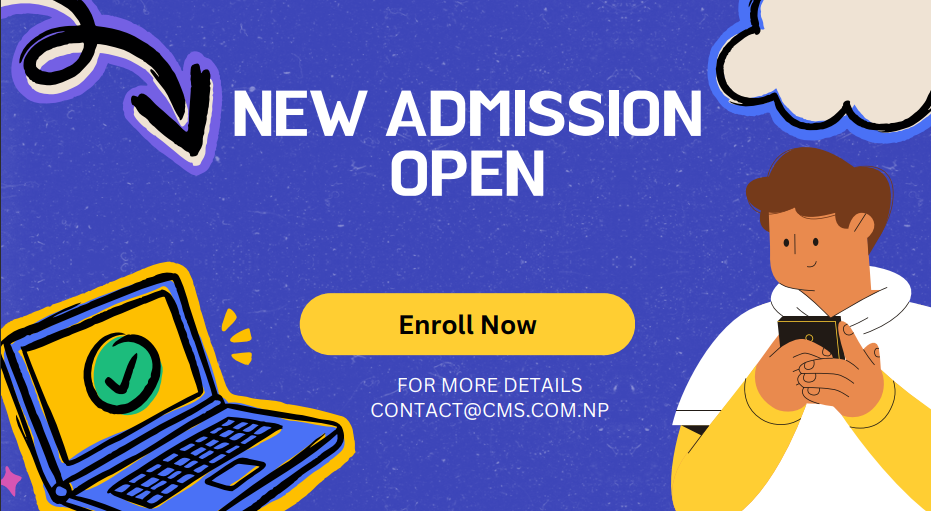 NEW ADMISSION
OPEN
Enroll Now
FOR MORE DETAILS
CONTACT@CMS.COM.NP